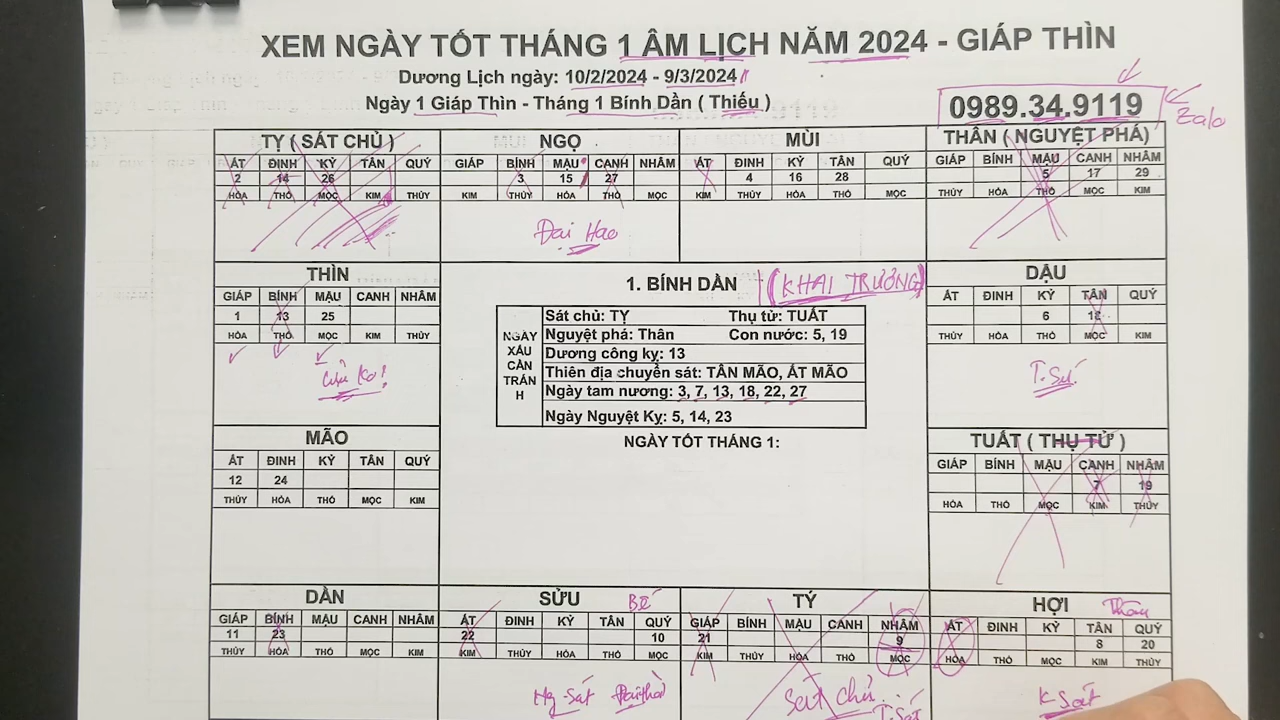 XEM NGÀY TỐT THÁNG 1 ÂM LỊCH NĂM 2024 - GIÁP THÌN
Dương Lịch ngày: 10/2/2024 - 9/3/2024
Ngày 1 Giáp Thìn - Tháng 1 Bính Dần ( Thiếu )
0989.34.9119
Zalo
TỴ ( SÁT CHỦ )
ẤT ĐINH KỶ TÂN QUÝ
2 14 26
HỎA THỔ MỘC KIM THỦY
NGỌ
GIÁP BÍNH MẬU CANH NHÂM
3 15 27
KIM THỦY HỎA THỔ MỘC
Đại Hao
MÙI
ẤT ĐINH KỶ TÂN QUÝ
4 16 28
KIM THỦY HỎA THỔ MỘC
THÂN ( NGUYỆT PHÁ )
GIÁP BÍNH MẬU CANH NHÂM
5 17 29
THỦY HỎA THỔ MỘC KIM
THÌN
GIÁP BÍNH MẬU CANH NHÂM
1 13 25
HỎA THỔ MỘC KIM THỦY
1. BÍNH DẦN
(KHAI TRƯƠNG)
NGÀY XẤU CẦN TRÁNH
Sát chủ: TỴ Thụ tử: TUẤT
Nguyệt phá: Thân Con nước: 5, 19
Dương công kỵ: 13
Thiên địa chuyển sát: TÂN MÃO, ẤT MÃO
Ngày tam nương: 3, 7, 13, 18, 22, 27
Ngày Nguyệt Kỵ: 5, 14, 23
NGÀY TỐT THÁNG 1:
DẬU
ẤT ĐINH KỶ TÂN QUÝ
6 18
THỦY HỎA THỔ MỘC KIM
MÃO
ẤT ĐINH KỶ TÂN QUÝ
12 24
THỦY HỎA THỔ MỘC KIM
TUẤT ( THỤ TỬ )
GIÁP BÍNH MẬU CANH NHÂM
7 19
HỎA THỔ MỘC KIM THỦY
DẦN
GIÁP BÍNH MẬU CANH NHÂM
11 23
THỦY HỎA THỔ MỘC KIM
SỬU
Bế
ẤT ĐINH KỶ TÂN QUÝ
22 10
KIM THỦY HỎA THỔ MỘC
TÝ
GIÁP BÍNH MẬU CANH NHÂM
21 9
KIM THỦY HỎA THỔ MỘC
Sát chủ
HỢI
ẤT ĐINH KỶ TÂN QUÝ
8 20
HỎA THỔ MỘC KIM THỦY
K Sát